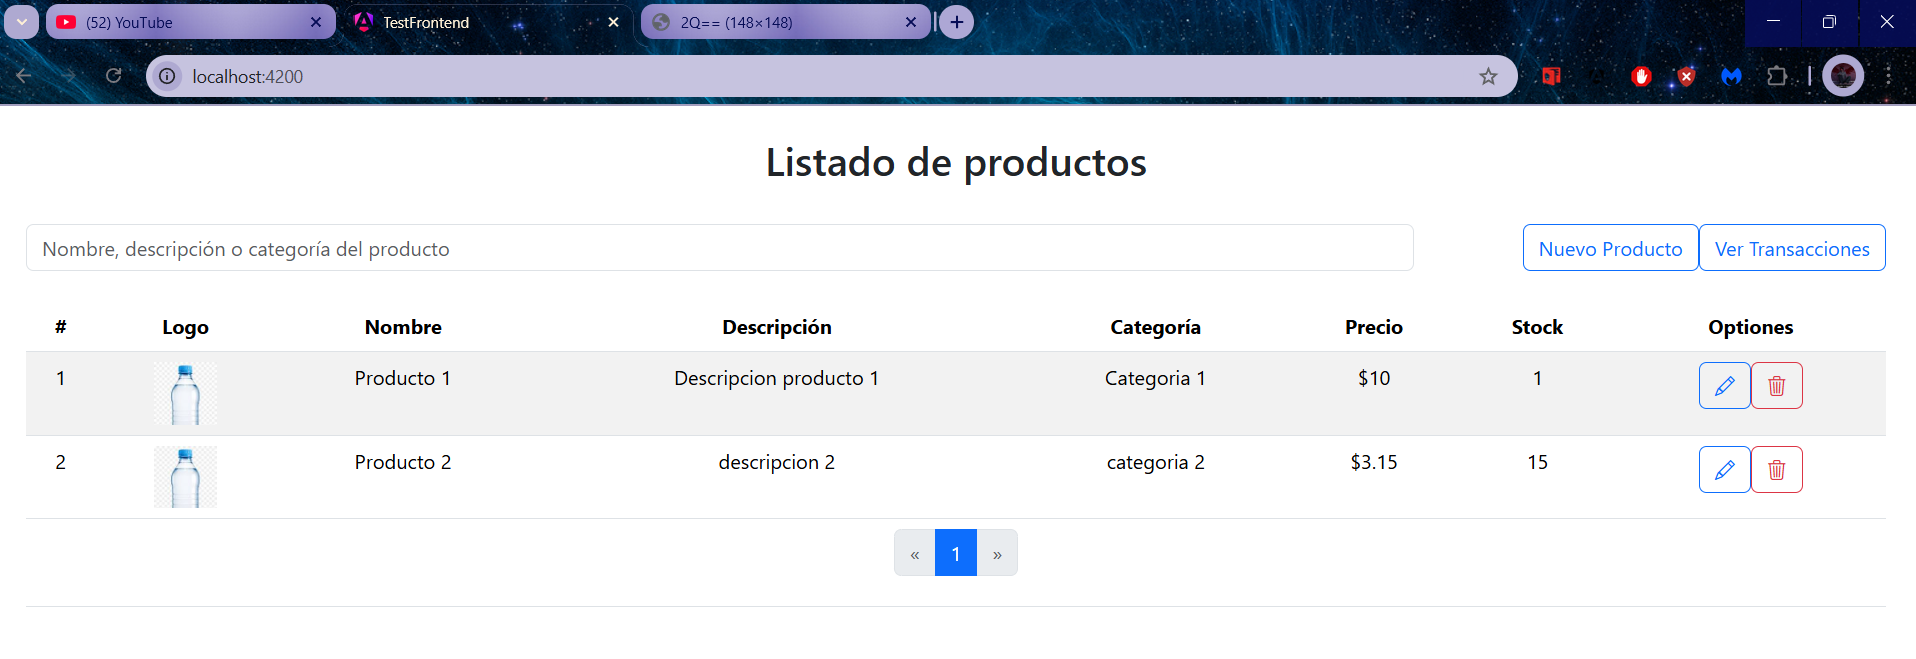 (52) YouTube
TestFrontend
2Q== (148×148)
localhost:4200
Listado de productos
Nombre, descripción o categoría del producto
Nuevo Producto
Ver Transacciones
# Logo Nombre Descripción Categoría Precio Stock Optiones
1 Producto 1 Descripcion producto 1 Categoria 1 $10 1
2 Producto 2 descripcion 2 categoria 2 $3.15 15
« 1 »